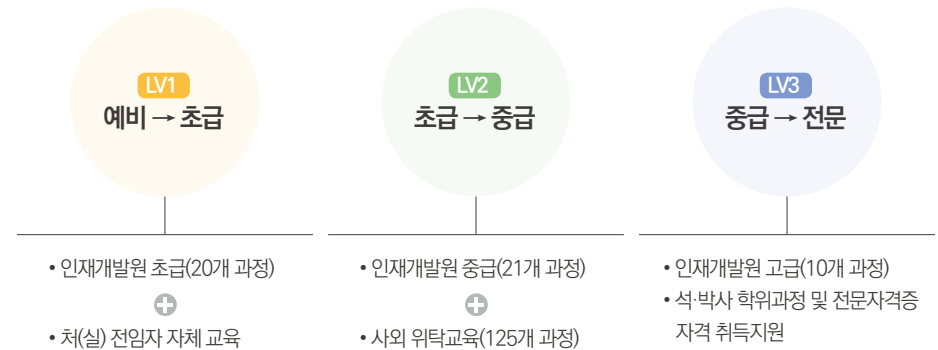 LV1
예비 → 초급
• 인재개발원 초급(20개 과정)
• 처(실) 전임자 자체 교육
LV2
초급 → 중급
• 인재개발원 중급(21개 과정)
• 사외 위탁교육(125개 과정)
LV3
중급 → 전문
• 인재개발원 고급(10개 과정)
• 석·박사 학위과정 및 전문자격증
자격 취득지원